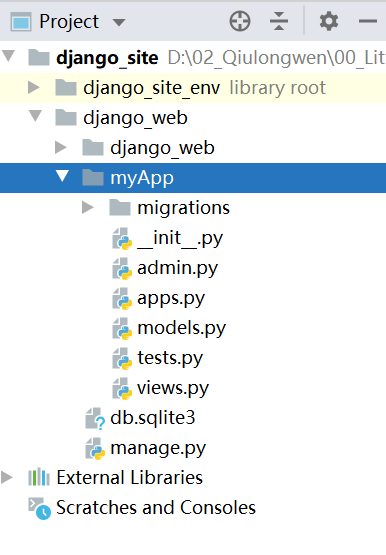 Project
django_site D:\02_Qiulongwen\00_Lit
django_site_env library root
django_web
django_web
myApp
migrations
__init__.py
admin.py
apps.py
models.py
tests.py
views.py
db.sqlite3
manage.py
External Libraries
Scratches and Consoles